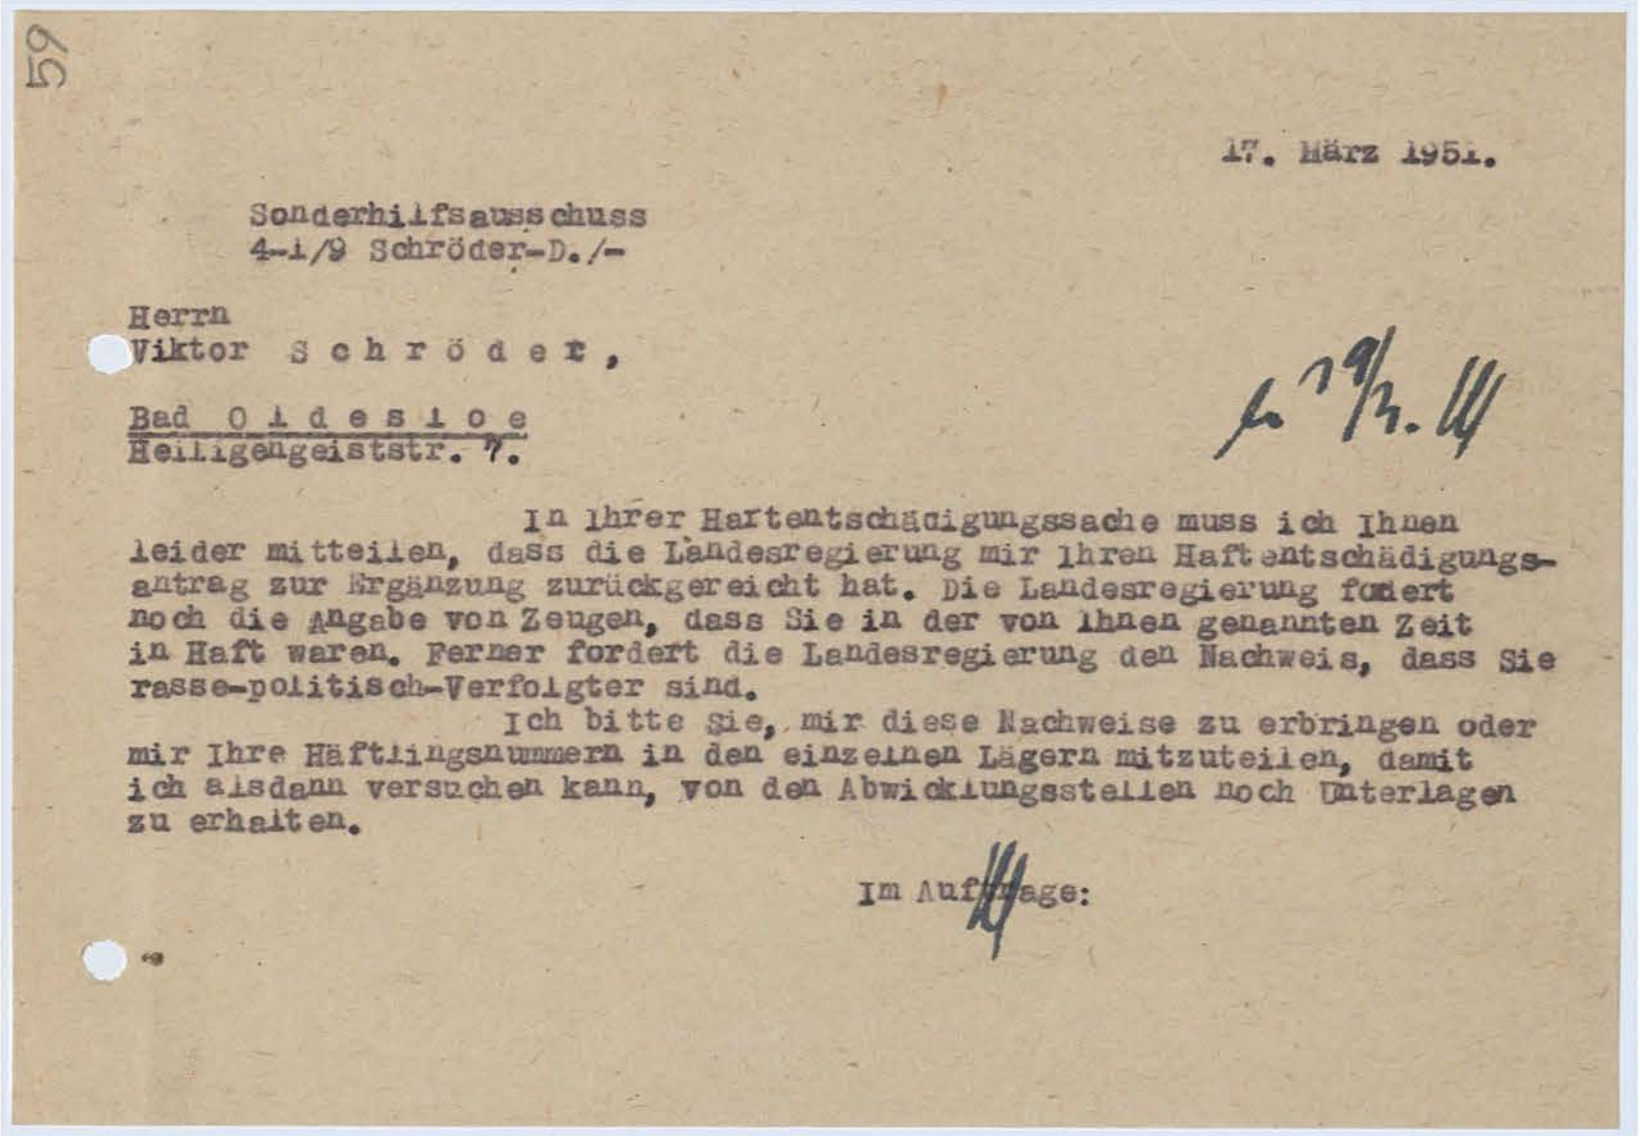 59
17. März 1951.
Sonderhilfsausschuss
4-1/9 Schröder-D./-
Herrn
Viktor S c h r ö d e r ,
Bad O l d e s l o e
Heiligengeiststr. 7.
19/3.
In Ihrer Haftentschädigungssache muss ich Ihnen
leider mitteilen, dass die Landesregierung mir Ihren Haftentschädigungs-
antrag zur Ergänzung zurückgereicht hat. Die Landesregierung fodert
noch die Angabe von Zeugen, dass Sie in der von Ihnen genannten Zeit
in Haft waren. Ferner fordert die Landesregierung den Nachweis, dass Sie
rasse-politisch-Verfolgter sind.
Ich bitte Sie, mir diese Nachweise zu erbringen oder
mir Ihre Häftlingsnummern in den einzelnen Lägern mitzuteilen, damit
ich alsdann versuchen kann, von den Abwicklungsstellen noch Unterlagen
zu erhalten.
Im Auftrage: